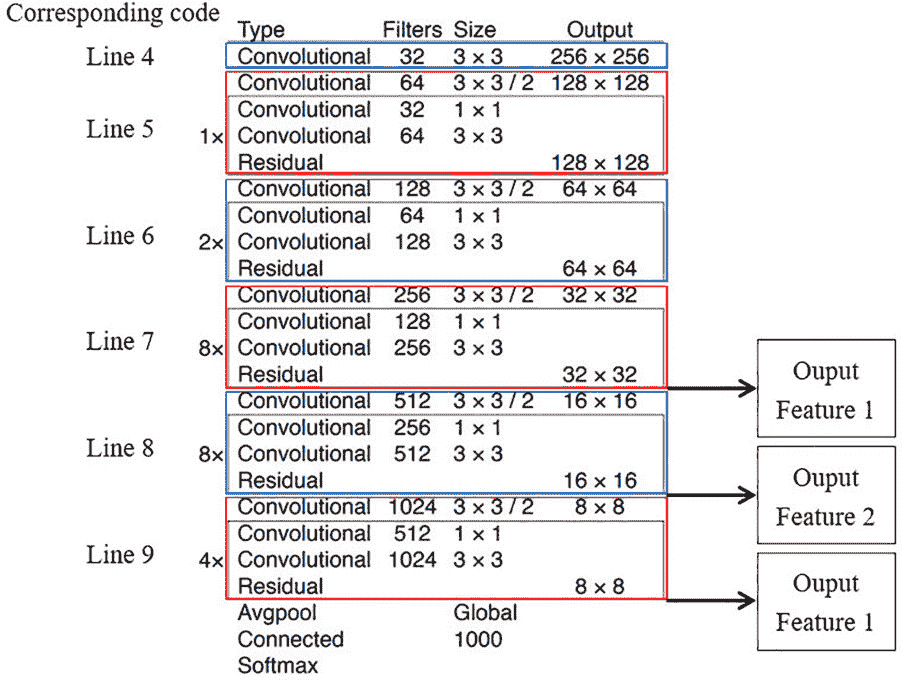 Corresponding code
Type Filters Size Output
Line 4 Convolutional 32 3 × 3 256 × 256
Convolutional 64 3 × 3 / 2 128 × 128
Convolutional 32 1 × 1
Line 5
1× Convolutional 64 3 × 3
Residual 128 × 128
Convolutional 128 3 × 3 / 2 64 × 64
Convolutional 64 1 × 1
Line 6
2× Convolutional 128 3 × 3
Residual 64 × 64
Convolutional 256 3 × 3 / 2 32 × 32
Convolutional 128 1 × 1
Line 7
8× Convolutional 256 3 × 3
Residual 32 × 32
Ouput
Feature 1
Convolutional 512 3 × 3 / 2 16 × 16
Convolutional 256 1 × 1
Line 8
8× Convolutional 512 3 × 3
Residual 16 × 16
Ouput
Feature 2
Convolutional 1024 3 × 3 / 2 8 × 8
Convolutional 512 1 × 1
Line 9
4× Convolutional 1024 3 × 3
Residual 8 × 8
Ouput
Feature 1
Avgpool Global
Connected 1000
Softmax